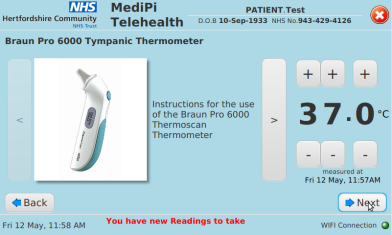 NHS
Hertfordshire Community
NHS Trust
MediPi
Telehealth
PATIENT.Test
D.O.B 10-Sep-1933 NHS No.943-429-4126
Braun Pro 6000 Tympanic Thermometer
<
Instructions for the use
of the Braun Pro 6000
Thermoscan
Thermometer
>
+ + +
37.0 °C
- - -
measured at
Fri 12 May, 11:57AM
Back
Next
Fri 12 May, 11:58 AM
You have new Readings to take
WIFI Connection